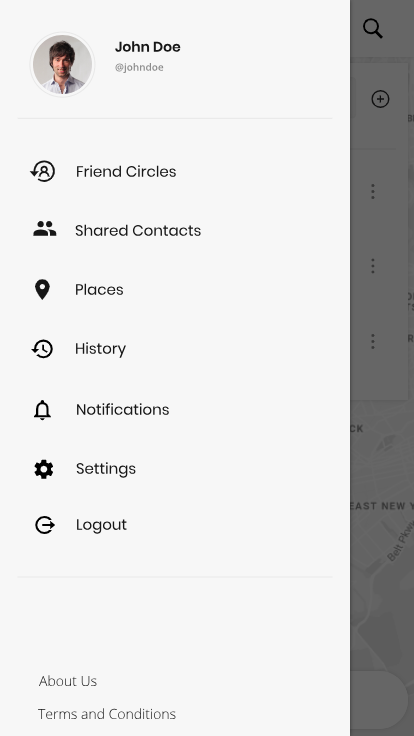 John Doe
@johndoe
Friend Circles
Shared Contacts
Places
History
Notifications
Settings
Logout
CK
EAST NEW Y
Belt Pkwy
About Us
Terms and Conditions